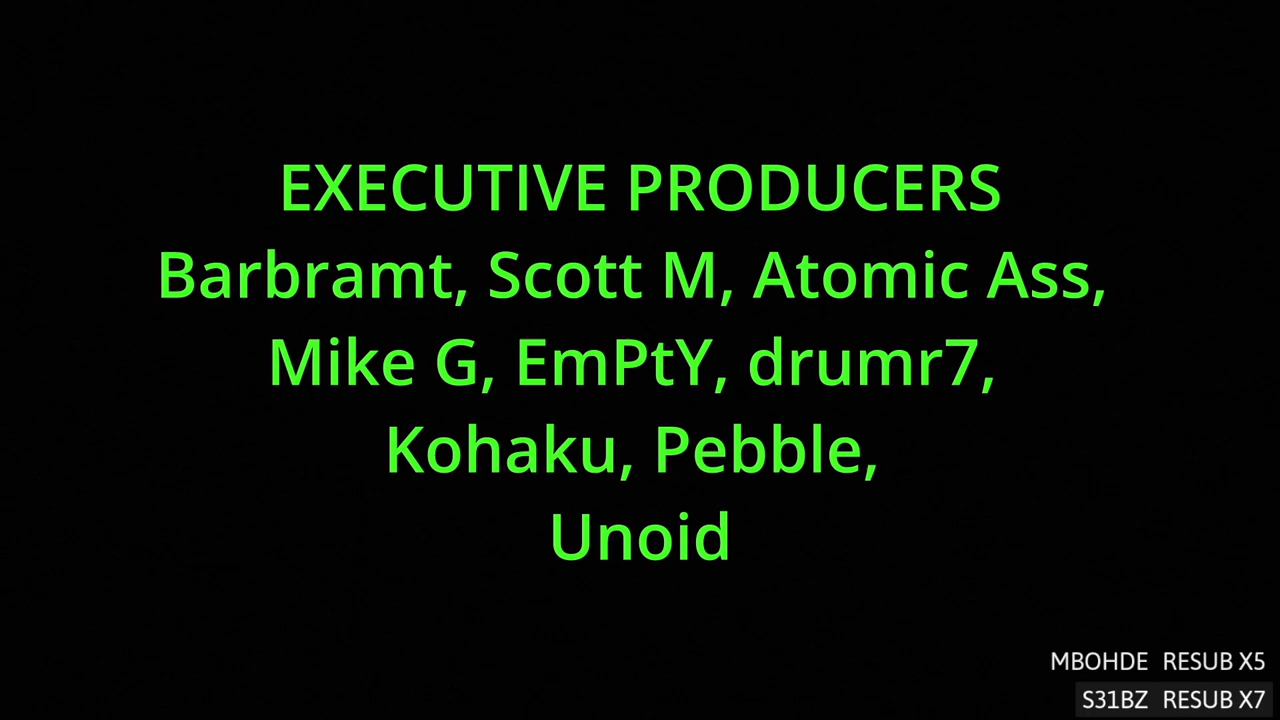 EXECUTIVE PRODUCERS
Barbramt, Scott M, Atomic Ass,
Mike G, EmPtY, drumr7,
Kohaku, Pebble,
Unoid
MBOHDE RESUB X5
S31BZ RESUB X7